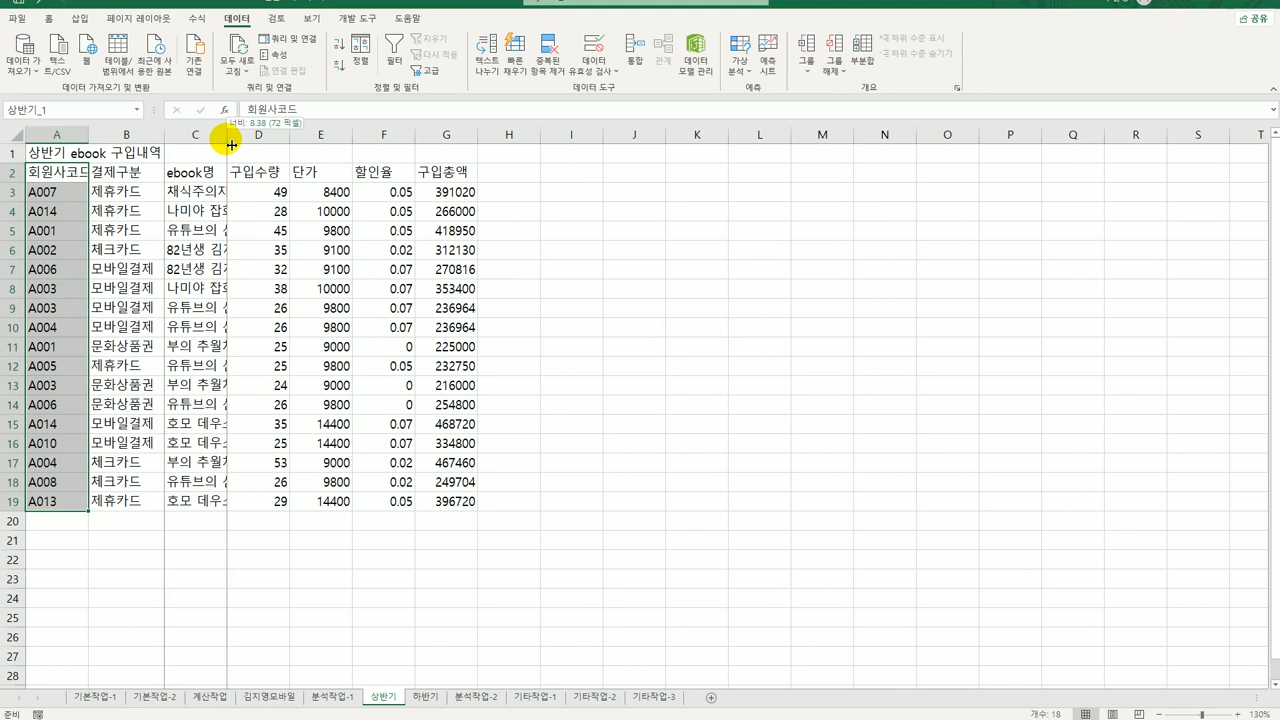 파일 홈 삽입 페이지 레이아웃 수식 데이터 검토 보기 개발 도구 도움말 공유
데이터 가져오기 텍스트/CSV 웹 테이블/범위에서 최근에 사용한 원본 기존 연결 모두 새로 고침 쿼리 및 연결 속성 연결 편집 정렬 필터 지우기 다시 적용 고급 텍스트 나누기 빠른 채우기 중복된 항목 제거 데이터 유효성 검사 통합 관계 데이터 모델 관리 가상 분석 예측 시트 그룹 그룹 해제 부분합 하위 수준 표시 하위 수준 숨기기
데이터 가져오기 및 변환 쿼리 및 연결 정렬 및 필터 데이터 도구 예측 개요
상반기_1 fx 회원사코드
너비: 8.38 (72 픽셀)
A B C D E F G H I J K L M N O P Q R S T
1 상반기 ebook 구입내역
2 회원사코드 결제구분 ebook명 구입수량 단가 할인율 구입총액
3 A007 제휴카드 채식주의자 49 8400 0.05 391020
4 A014 제휴카드 나미야 잡 28 10000 0.05 266000
5 A001 제휴카드 유튜브의 45 9800 0.05 418950
6 A002 체크카드 82년생 김 35 9100 0.02 312130
7 A006 모바일결제 82년생 김 32 9100 0.07 270816
8 A003 모바일결제 나미야 잡 38 10000 0.07 353400
9 A003 모바일결제 유튜브의 26 9800 0.07 236964
10 A004 모바일결제 유튜브의 26 9800 0.07 236964
11 A001 문화상품권 부의 추월 25 9000 0 225000
12 A005 제휴카드 유튜브의 25 9800 0.05 232750
13 A003 문화상품권 부의 추월 24 9000 0 216000
14 A006 문화상품권 유튜브의 26 9800 0 254800
15 A014 모바일결제 호모 데우 35 14400 0.07 468720
16 A010 모바일결제 호모 데우 25 14400 0.07 334800
17 A004 체크카드 부의 추월 53 9000 0.02 467460
18 A008 체크카드 유튜브의 26 9800 0.02 249704
19 A013 제휴카드 호모 데우 29 14400 0.05 396720
20
21
22
23
24
25
26
27
28
기본작업-1 기본작업-2 계산작업 김지영모바일 분석작업-1 상반기 하반기 분석작업-2 기타작업-1 기타작업-2 기타작업-3
준비 개수: 18 130%